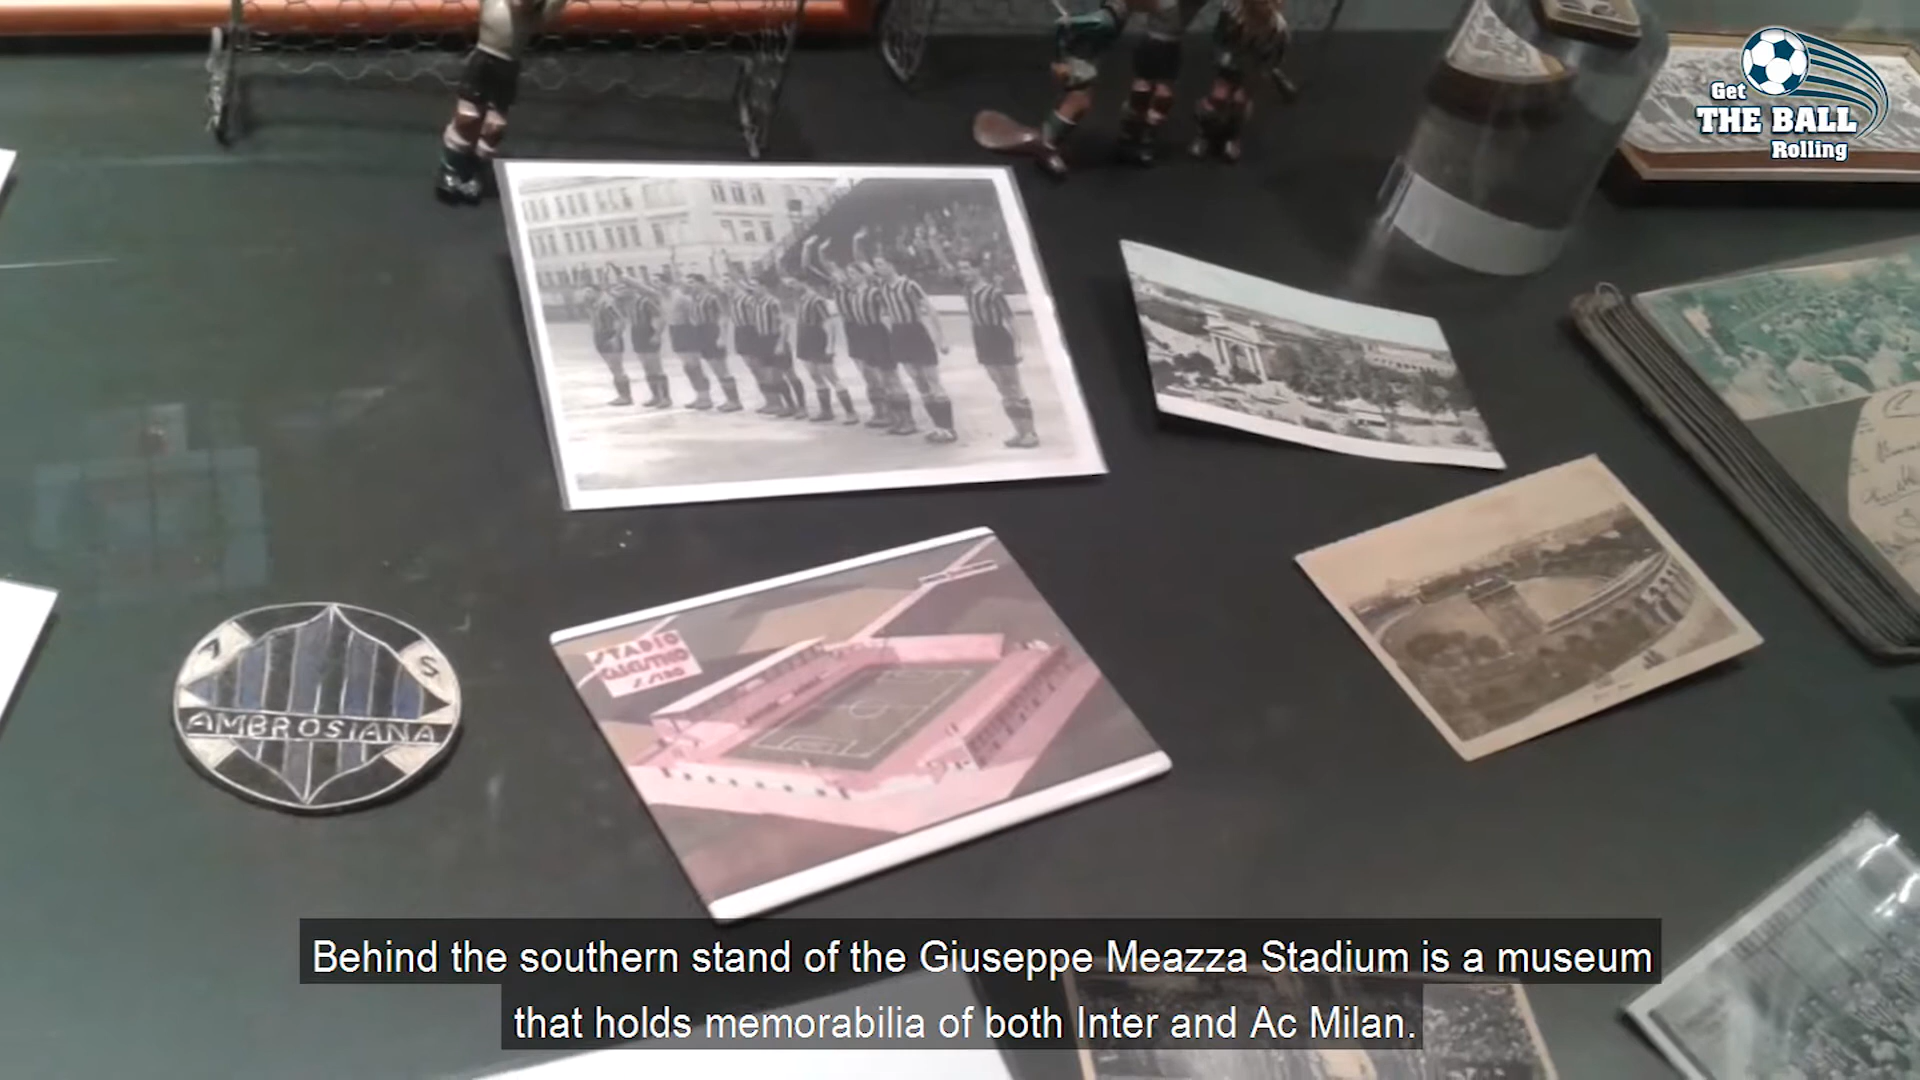 Get
THE BALL
Rolling
A S
AMBROSIANA
STADIO
Behind the southern stand of the Giuseppe Meazza Stadium is a museum
that holds memorabilia of both Inter and Ac Milan.